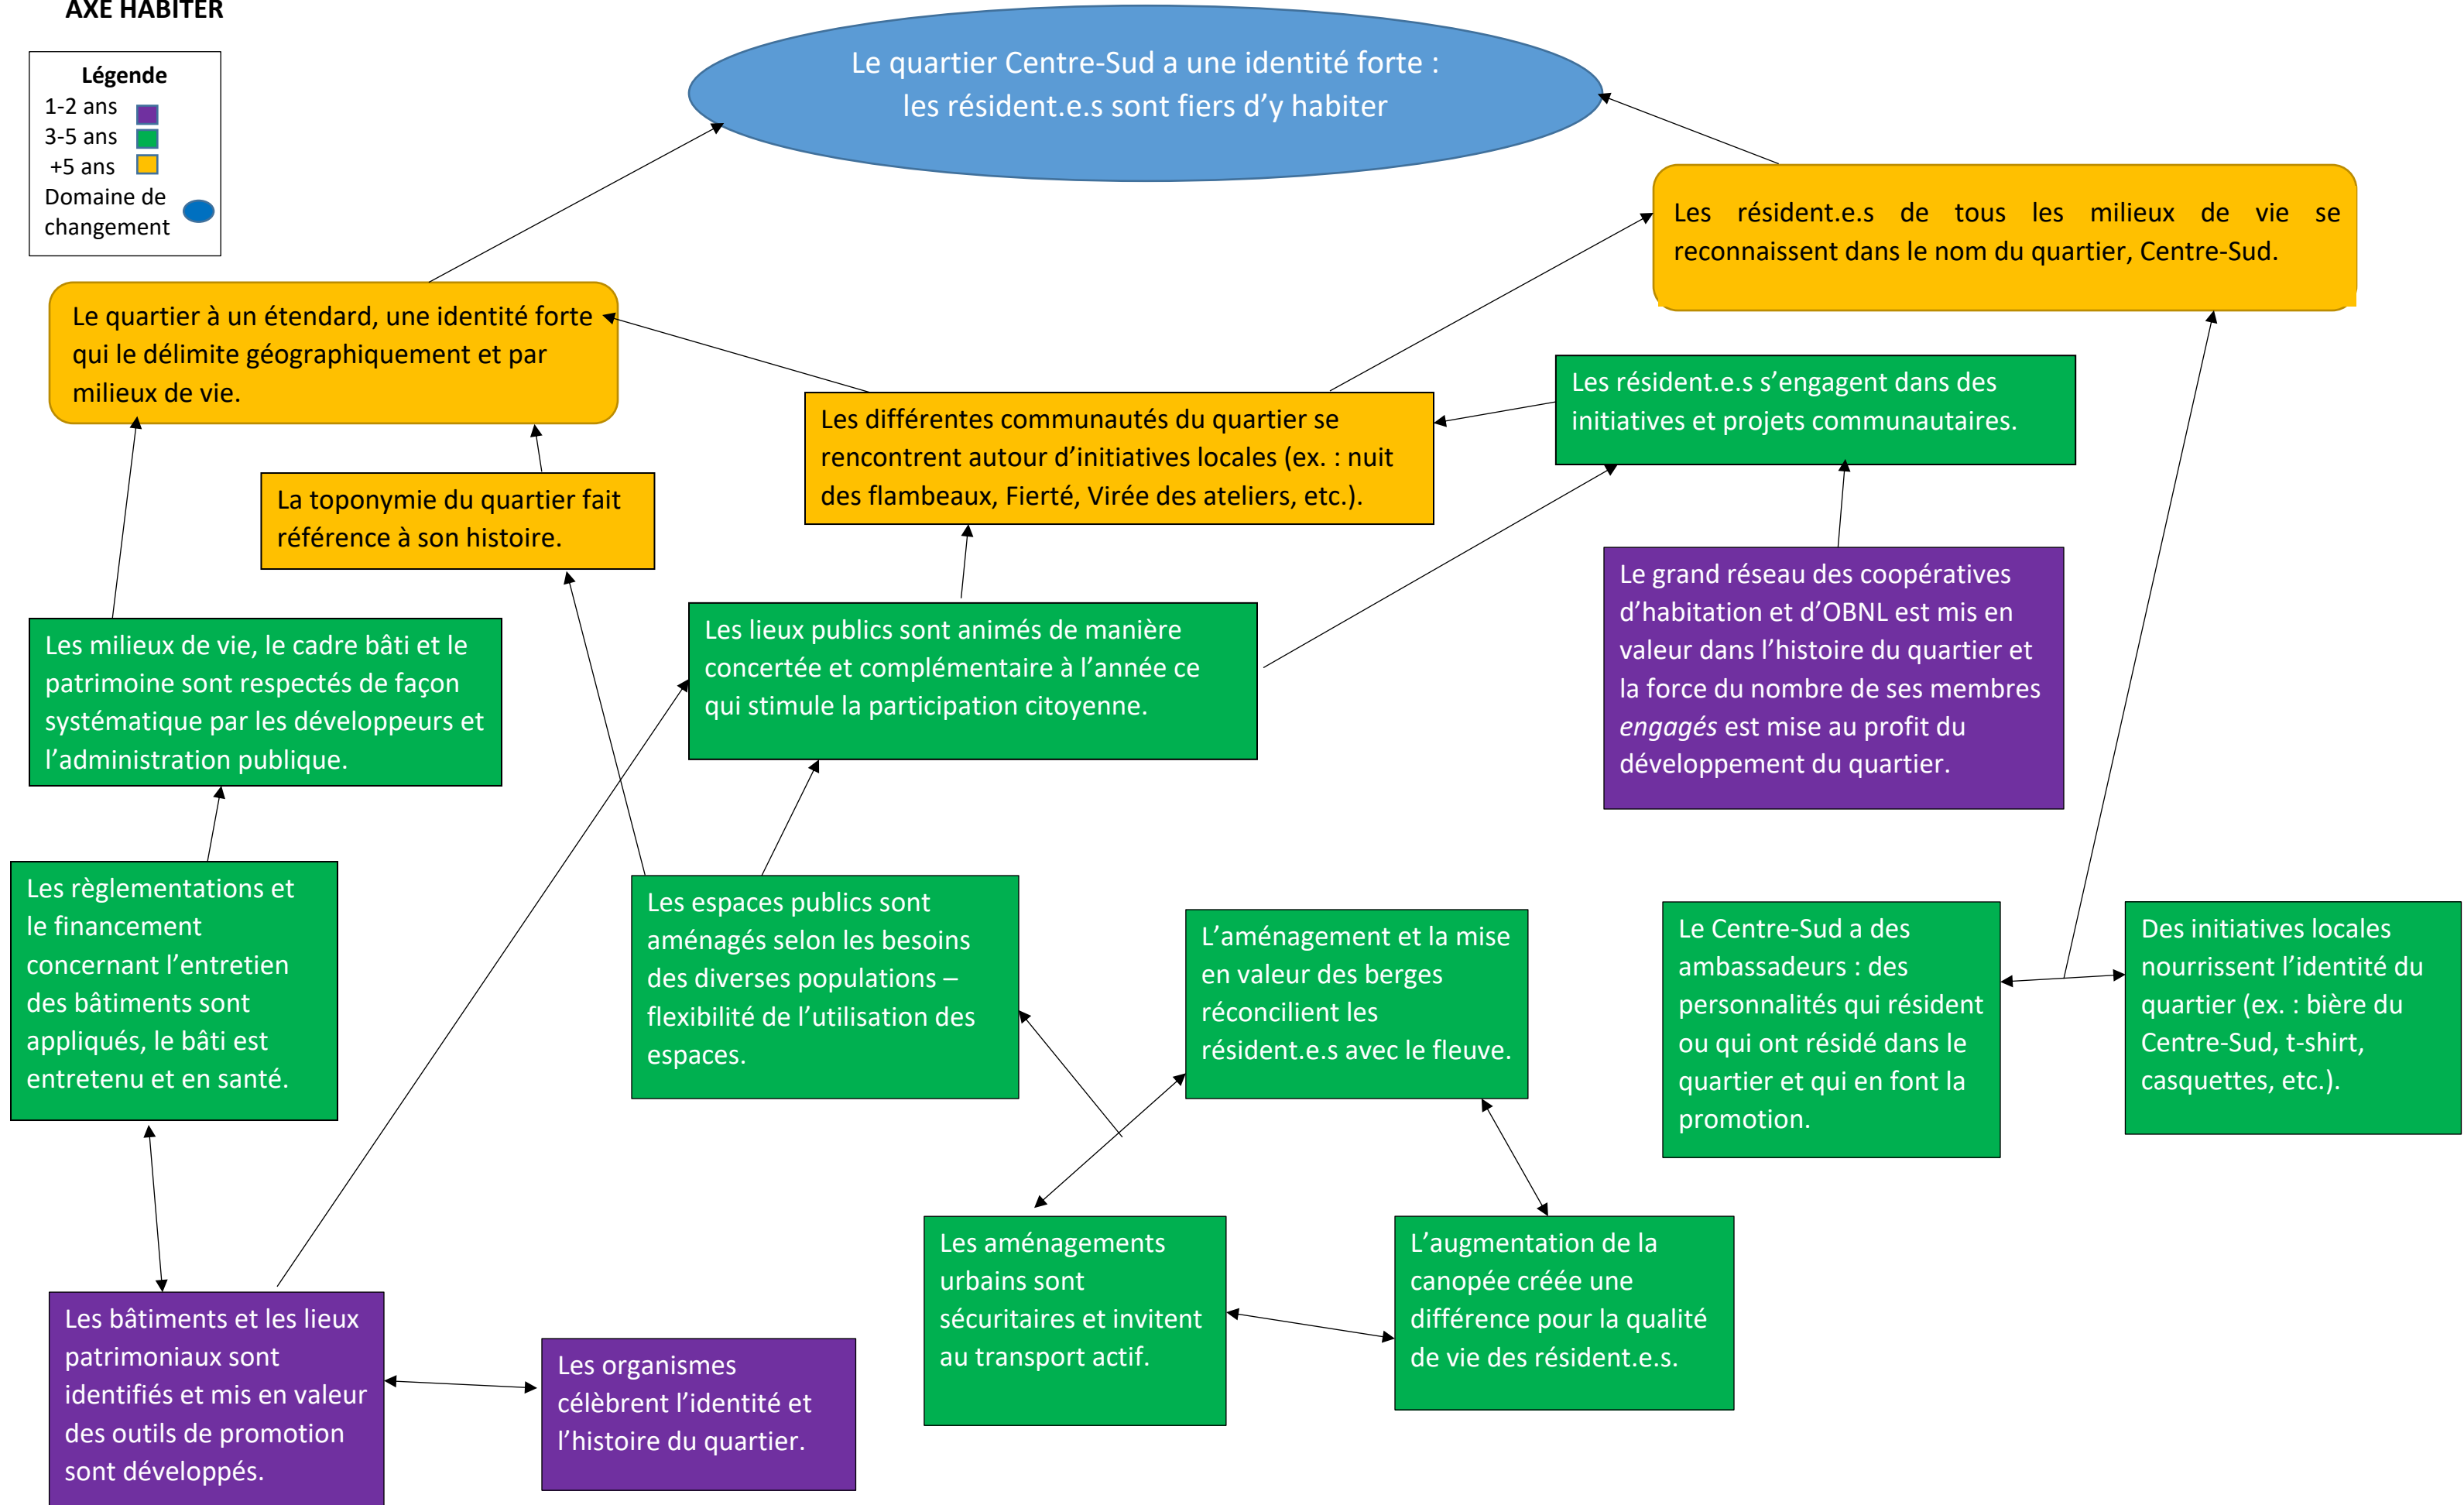 AXE HABITER
Légende
1-2 ans
3-5 ans
+5 ans
Domaine de
changement
Le quartier Centre-Sud a une identité forte :
les résident.e.s sont fiers d’y habiter
Les résident.e.s de tous les milieux de vie se
reconnaissent dans le nom du quartier, Centre-Sud.
Le quartier à un étendard, une identité forte
qui le délimite géographiquement et par
milieux de vie.
Les différentes communautés du quartier se
rencontrent autour d’initiatives locales (ex. : nuit
des flambeaux, Fierté, Virée des ateliers, etc.).
Les résident.e.s s’engagent dans des
initiatives et projets communautaires.
La toponymie du quartier fait
référence à son histoire.
Le grand réseau des coopératives
d’habitation et d’OBNL est mis en
valeur dans l’histoire du quartier et
la force du nombre de ses membres
engagés est mise au profit du
développement du quartier.
Les milieux de vie, le cadre bâti et le
patrimoine sont respectés de façon
systématique par les développeurs et
l’administration publique.
Les lieux publics sont animés de manière
concertée et complémentaire à l’année ce
qui stimule la participation citoyenne.
Les règlementations et
le financement
concernant l’entretien
des bâtiments sont
appliqués, le bâti est
entretenu et en santé.
Les espaces publics sont
aménagés selon les besoins
des diverses populations –
flexibilité de l’utilisation des
espaces.
L’aménagement et la mise
en valeur des berges
réconcilient les
résident.e.s avec le fleuve.
Le Centre-Sud a des
ambassadeurs : des
personnalités qui résident
ou qui ont résidé dans le
quartier et qui en font la
promotion.
Des initiatives locales
nourrissent l’identité du
quartier (ex. : bière du
Centre-Sud, t-shirt,
casquettes, etc.).
Les bâtiments et les lieux
patrimoniaux sont
identifiés et mis en valeur
des outils de promotion
sont développés.
Les organismes
célèbrent l’identité et
l’histoire du quartier.
Les aménagements
urbains sont
sécuritaires et invitent
au transport actif.
L’augmentation de la
canopée créée une
différence pour la qualité
de vie des résident.e.s.